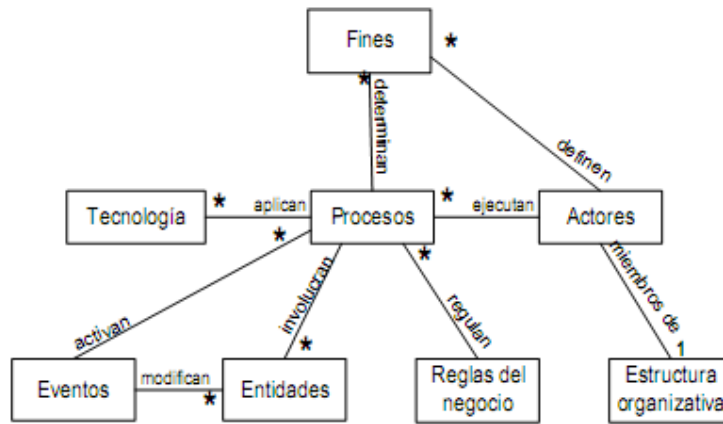 Fines
*
*
determinan
definen
Tecnología
*
aplican
Procesos
*
ejecutan
Actores
*
*
activan
involucran
regulan
miembros de
*
1
Eventos
modifican
*
Entidades
Reglas del
negocio
Estructura
organizativa